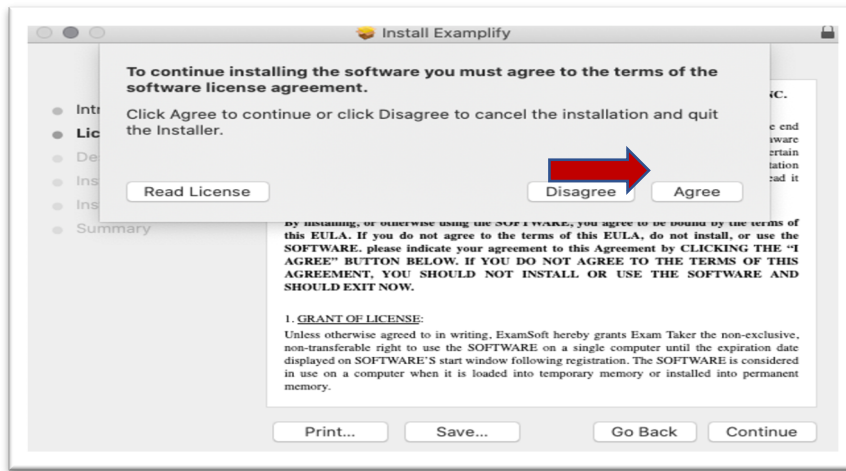 Install Examplify
To continue installing the software you must agree to the terms of the
software license agreement.
Click Agree to continue or click Disagree to cancel the installation and quit
the Installer.
Read License
Disagree
Agree
Summary
By installing, or otherwise using the SOFTWARE, you agree to be bound by the terms of
this EULA. If you do not agree to the terms of this EULA, do not install, or use the
SOFTWARE. please indicate your agreement to this Agreement by CLICKING THE “I
AGREE” BUTTON BELOW. If YOU DO NOT AGREE TO THE TERMS OF THIS
AGREEMENT, YOU SHOULD NOT INSTALL OR USE THE SOFTWARE AND
SHOULD EXIT NOW.
1. GRANT OF LICENSE:
Unless otherwise agreed to in writing, ExamSoft hereby grants Exam Taker the non-exclusive,
non-transferable right to use the SOFTWARE on a single computer until the expiration date
displayed on SOFTWARE'S start window following registration. The SOFTWARE is considered
in use on a computer when it is loaded into temporary memory or installed into permanent
memory.
Print...
Save...
Go Back
Continue